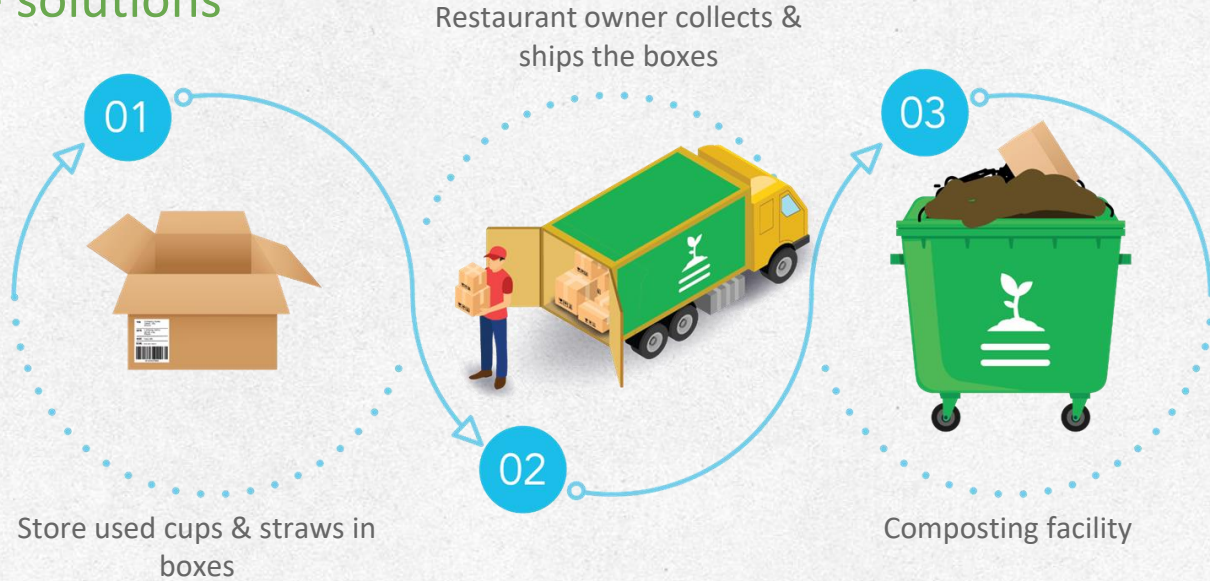 solutions
Restaurant owner collects &
ships the boxes
01
03
02
Store used cups & straws in
boxes
Composting facility